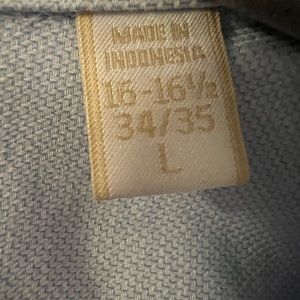 MADE IN
INDONESIA
16-16½
34/35
L